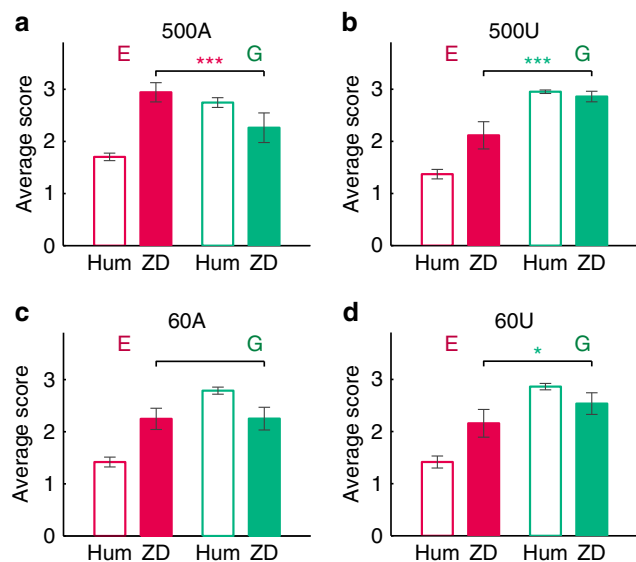 a
500A
E
G
***
Average score
3
2
1
0
Hum ZD Hum ZD
b
500U
E
G
***
Average score
3
2
1
0
Hum ZD Hum ZD
c
60A
E
G
Average score
3
2
1
0
Hum ZD Hum ZD
d
60U
E
G
*
Average score
3
2
1
0
Hum ZD Hum ZD